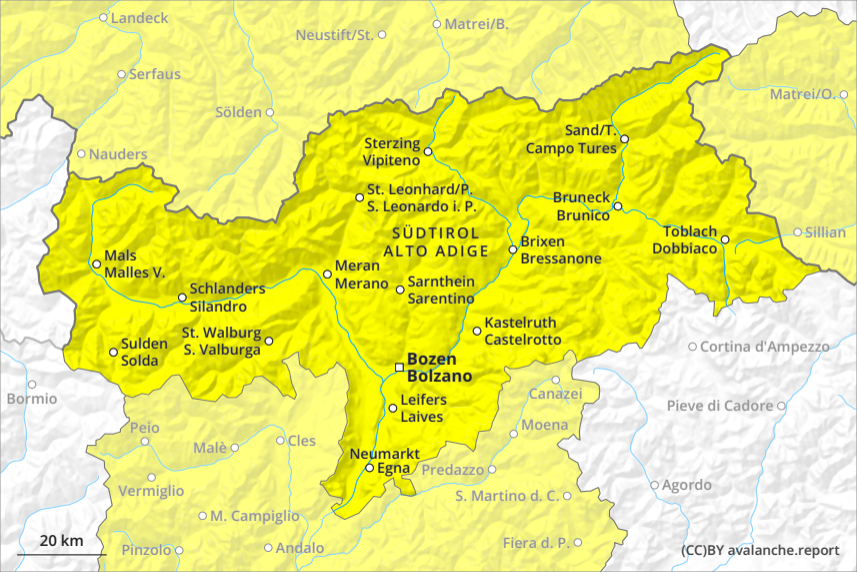 Landeck
Matrei/B.
Neustift/St.
Serfaus
Matrei/O.
Sölden
Sand/T.
Campo Tures
Sterzing
Vipiteno
Nauders
St. Leonhard/P.
S. Leonardo i. P.
Bruneck
Brunico
SÜDTIROL
ALTO ADIGE
Toblach
Dobbiaco
Sillian
Brixen
Bressanone
Mals
Malles V.
Meran
Merano
Sarnthein
Sarentino
Schlanders
Silandro
Kastelruth
Castelrotto
St. Walburg
S. Valburga
Sulden
Solda
Cortina d'Ampezzo
Bozen
Bolzano
Bormio
Canazei
Leifers
Laives
Pieve di Cadore
Peio
Moena
Cles
Malè
Neumarkt
Egna
Predazzo
Vermiglio
Agordo
S. Martino d. C.
M. Campiglio
20 km
Pinzolo
Andalo
Fiera d. P.
(CC)BY avalanche.report